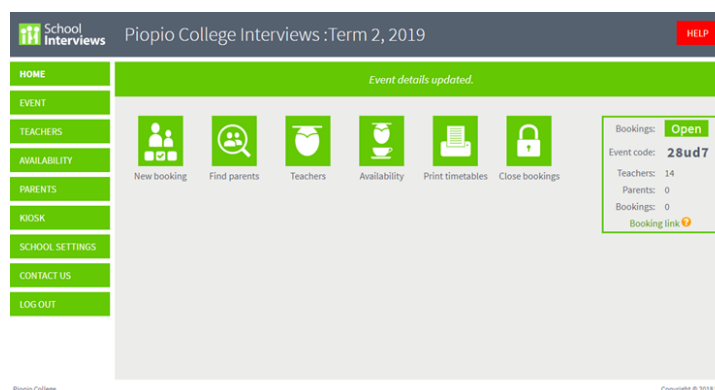 School
Interviews
Piopio College Interviews :Term 2, 2019
HELP
HOME
EVENT
TEACHERS
AVAILABILITY
PARENTS
KIOSK
SCHOOL SETTINGS
CONTACT US
LOG OUT
Event details updated.
New booking
Find parents
Teachers
Availability
Print timetables
Close bookings
Bookings: Open
Event code: 28ud7
Teachers: 14
Parents: 0
Bookings: 0
Booking link ?
Piopio College
Copyright © 2018